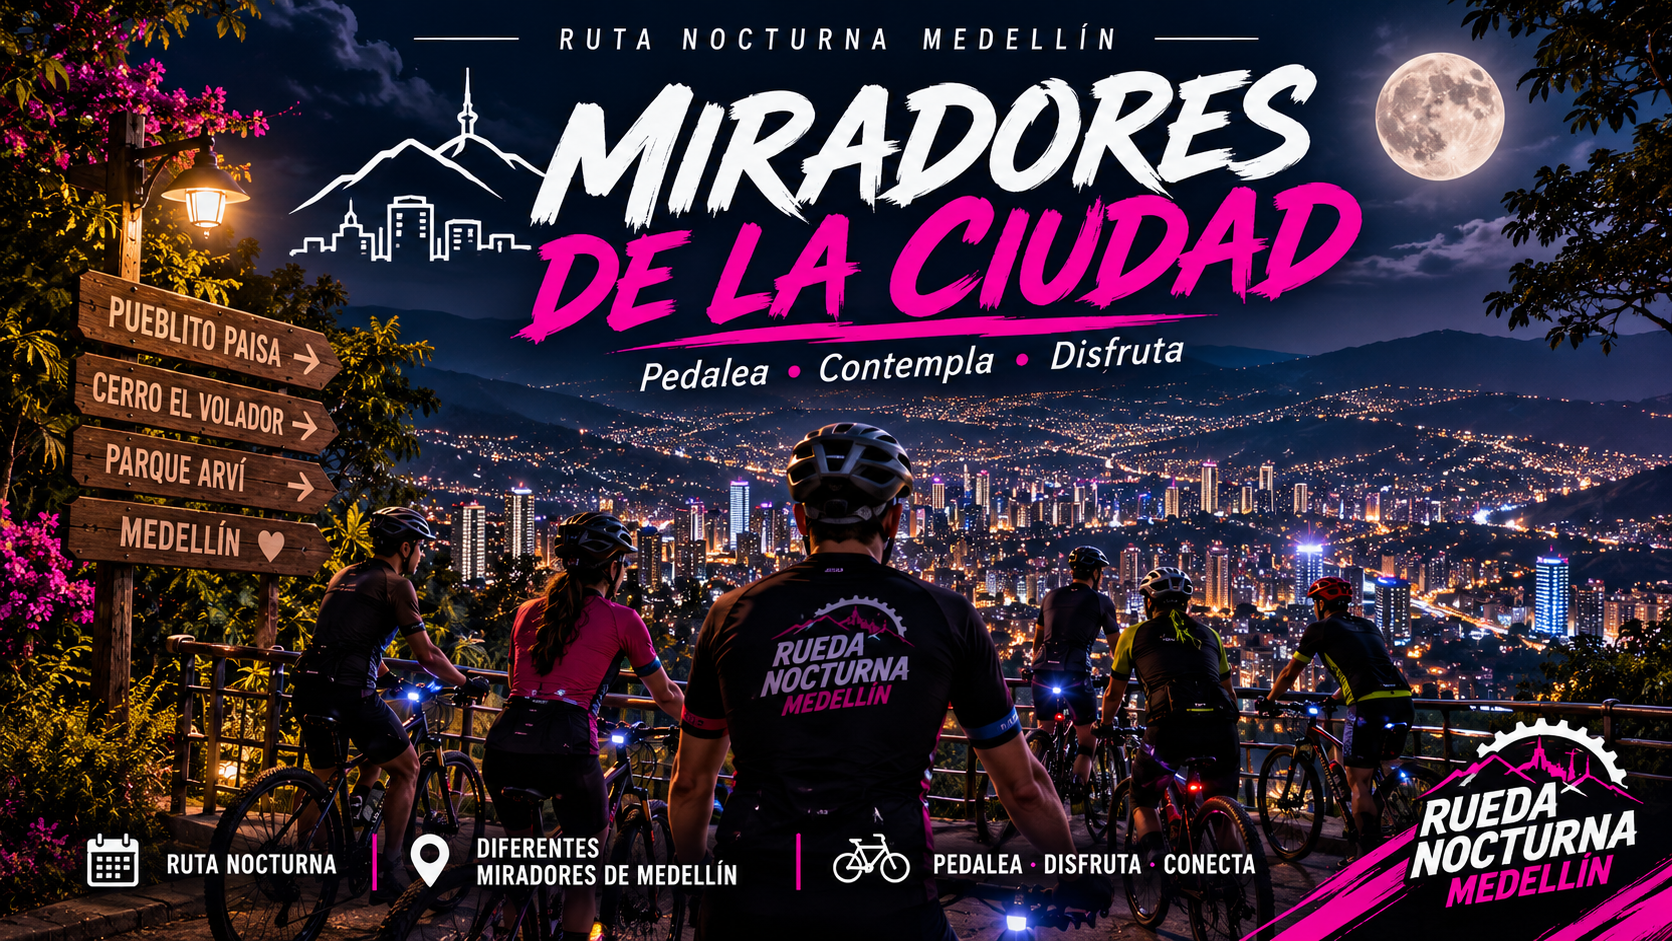 RUTA NOCTURNA MEDELLÍN
MIRADORES
DE LA CIUDAD
Pedalea • Contempla • Disfruta
PUEBLITO PAISA →
CERRO EL VOLADOR →
PARQUE ARVÍ →
MEDELLÍN ♥
RUEDA
NOCTURNA
MEDELLÍN
RUTA NOCTURNA
DIFERENTES
MIRADORES DE MEDELLÍN
PEDALEA · DISFRUTA · CONECTA
RUEDA
NOCTURNA
MEDELLÍN